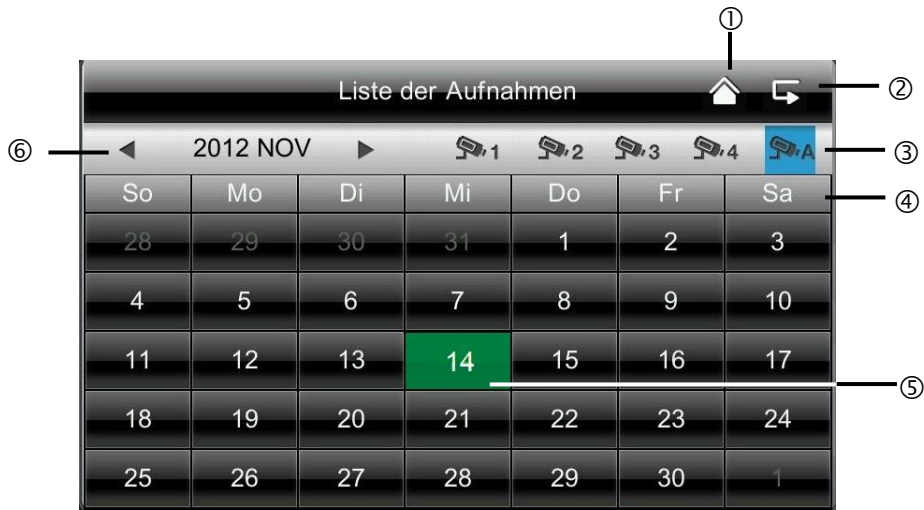 ①
Liste der Aufnahmen ②
⑥ 2012 NOV 1 2 3 4 A ③
So Mo Di Mi Do Fr Sa ④
28 29 30 31 1 2 3
4 5 6 7 8 9 10
11 12 13 14 15 16 17
⑤
18 19 20 21 22 23 24
25 26 27 28 29 30 1